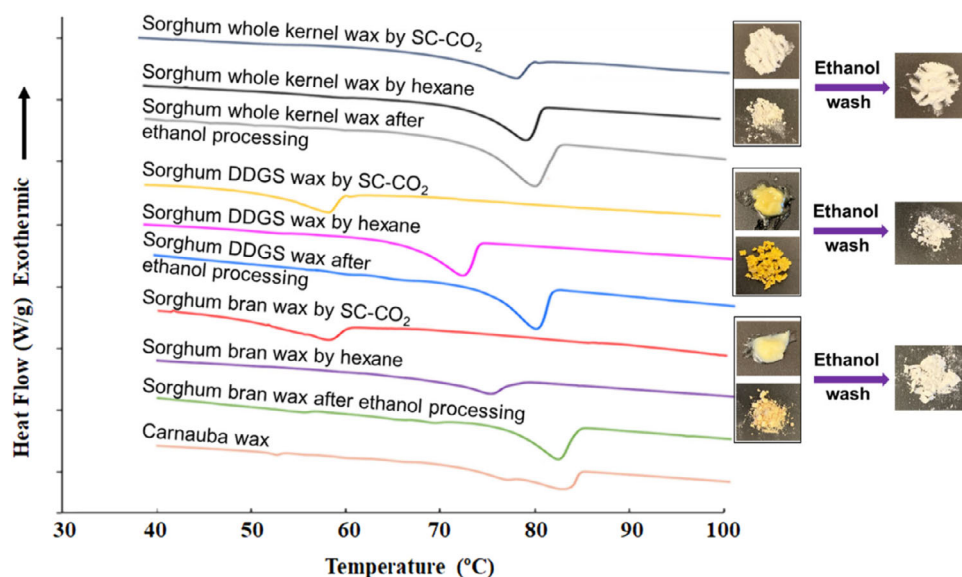 Sorghum whole kernel wax by SC-CO₂
Sorghum whole kernel wax by hexane
Sorghum whole kernel wax after
ethanol processing
Sorghum DDGS wax by SC-CO₂
Sorghum DDGS wax by hexane
Sorghum DDGS wax after
ethanol processing
Sorghum bran wax by SC-CO₂
Sorghum bran wax by hexane
Sorghum bran wax after ethanol processing
Carnauba wax
Ethanol
wash
Ethanol
wash
Ethanol
wash
Heat Flow (W/g) Exothermic
30 40 50 60 70 80 90 100
Temperature (ºC)